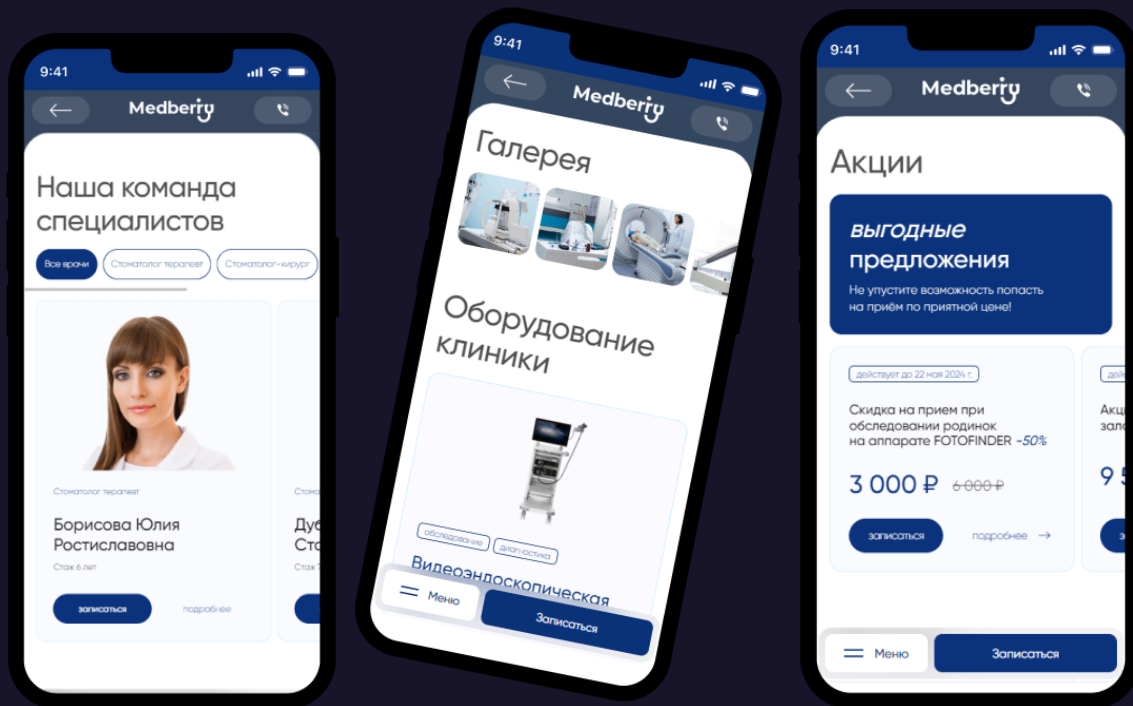 9:41
Medberry
Наша команда
специалистов
Все врачи
Стоматолог терапевт
Стоматолог-хирург
Стоматолог терапевт
Борисова Юлия
Ростиславовна
Стаж 6 лет
записаться
подробнее
9:41
Medberry
Галерея
Оборудование
клиники
обследование
диагностика
Видеоэндоскопическая
Меню
Записаться
9:41
Medberry
Акции
выгодные
предложения
Не упустите возможность попасть
на приём по приятной цене!
действует до 22 мая 2024 г.
Скидка на прием при
обследовании родинок
на аппарате FOTOFINDER -50%
3 000 ₽ 6 000 ₽
записаться
подробнее →
Меню
Записаться